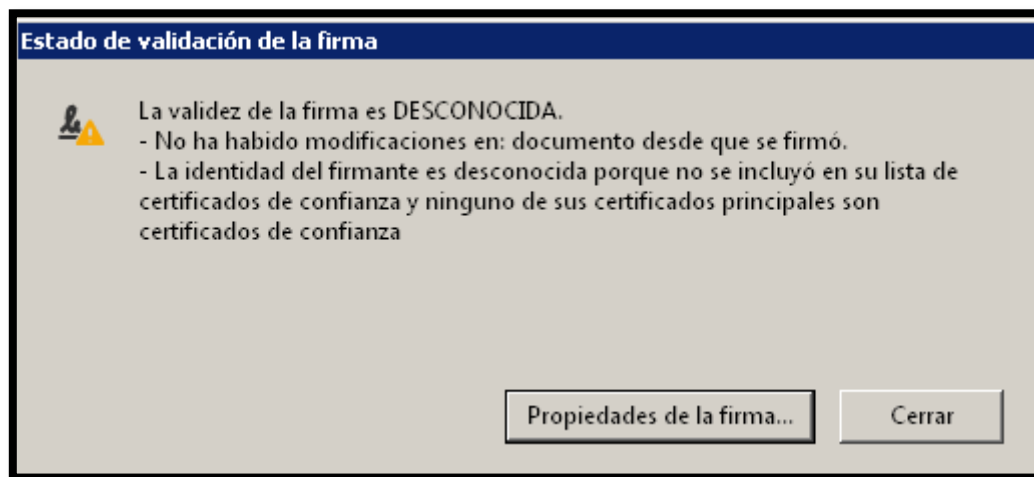 Estado de validación de la firma
La validez de la firma es DESCONOCIDA.
- No ha habido modificaciones en: documento desde que se firmó.
- La identidad del firmante es desconocida porque no se incluyó en su lista de
certificados de confianza y ninguno de sus certificados principales son
certificados de confianza
Propiedades de la firma... Cerrar